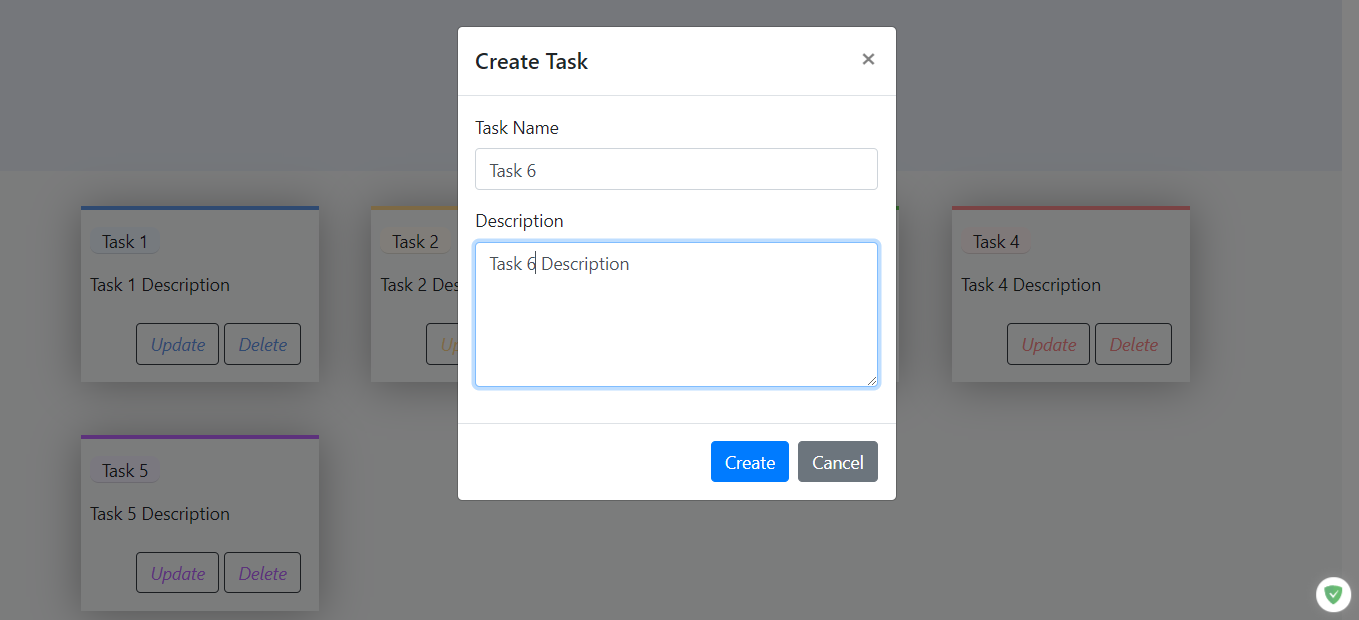 Create Task
×
Task Name
Task 6
Description
Task 6 Description
Create Cancel
Task 1
Task 1 Description
Update Delete
Task 2
Task 2 Des
Up
Task 4
Task 4 Description
Update Delete
Task 5
Task 5 Description
Update Delete